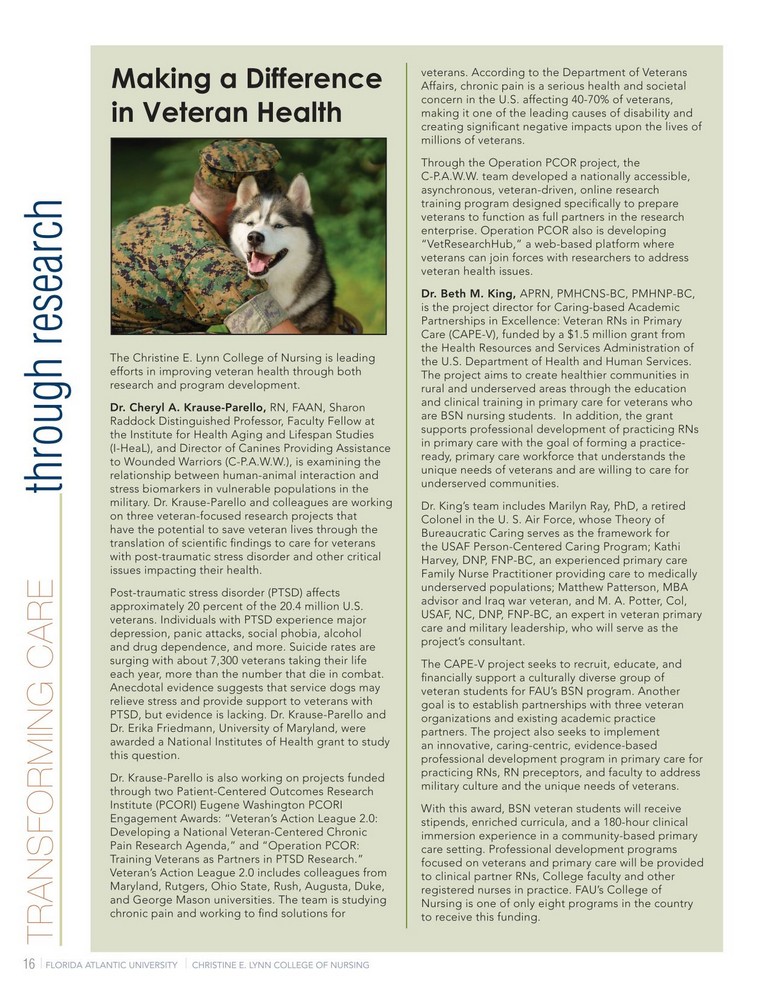 Making a Difference
in Veteran Health
The Christine E. Lynn College of Nursing is leading
efforts in improving veteran health through both
research and program development.
Dr. Cheryl A. Krause-Parello, RN, FAAN, Sharon
Raddock Distinguished Professor, Faculty Fellow at
the Institute for Health Aging and Lifespan Studies
(I-HeaL), and Director of Canines Providing Assistance
to Wounded Warriors (C-P.A.W.W.), is examining the
relationship between human-animal interaction and
stress biomarkers in vulnerable populations in the
military. Dr. Krause-Parello and colleagues are working
on three veteran-focused research projects that
have the potential to save veteran lives through the
translation of scientific findings to care for veterans
with post-traumatic stress disorder and other critical
issues impacting their health.
Post-traumatic stress disorder (PTSD) affects
approximately 20 percent of the 20.4 million U.S.
veterans. Individuals with PTSD experience major
depression, panic attacks, social phobia, alcohol
and drug dependence, and more. Suicide rates are
surging with about 7,300 veterans taking their life
each year, more than the number that die in combat.
Anecdotal evidence suggests that service dogs may
relieve stress and provide support to veterans with
PTSD, but evidence is lacking. Dr. Krause-Parello and
Dr. Erika Friedmann, University of Maryland, were
awarded a National Institutes of Health grant to study
this question.
Dr. Krause-Parello is also working on projects funded
through two Patient-Centered Outcomes Research
Institute (PCORI) Eugene Washington PCORI
Engagement Awards: “Veteran’s Action League 2.0:
Developing a National Veteran-Centered Chronic
Pain Research Agenda,” and “Operation PCOR:
Training Veterans as Partners in PTSD Research.”
Veteran’s Action League 2.0 includes colleagues from
Maryland, Rutgers, Ohio State, Rush, Augusta, Duke,
and George Mason universities. The team is studying
chronic pain and working to find solutions for
veterans. According to the Department of Veterans
Affairs, chronic pain is a serious health and societal
concern in the U.S. affecting 40-70% of veterans,
making it one of the leading causes of disability and
creating significant negative impacts upon the lives of
millions of veterans.
Through the Operation PCOR project, the
C-P.A.W.W. team developed a nationally accessible,
asynchronous, veteran-driven, online research
training program designed specifically to prepare
veterans to function as full partners in the research
enterprise. Operation PCOR also is developing
“VetResearchHub,” a web-based platform where
veterans can join forces with researchers to address
veteran health issues.
Dr. Beth M. King, APRN, PMHCNS-BC, PMHNP-BC,
is the project director for Caring-based Academic
Partnerships in Excellence: Veteran RNs in Primary
Care (CAPE-V), funded by a $1.5 million grant from
the Health Resources and Services Administration of
the U.S. Department of Health and Human Services.
The project aims to create healthier communities in
rural and underserved areas through the education
and clinical training in primary care for veterans who
are BSN nursing students. In addition, the grant
supports professional development of practicing RNs
in primary care with the goal of forming a practice-
ready, primary care workforce that understands the
unique needs of veterans and are willing to care for
underserved communities.
Dr. King’s team includes Marilyn Ray, PhD, a retired
Colonel in the U. S. Air Force, whose Theory of
Bureaucratic Caring serves as the framework for
the USAF Person-Centered Caring Program; Kathi
Harvey, DNP, FNP-BC, an experienced primary care
Family Nurse Practitioner providing care to medically
underserved populations; Matthew Patterson, MBA
advisor and Iraq war veteran, and M. A. Potter, Col,
USAF, NC, DNP, FNP-BC, an expert in veteran primary
care and military leadership, who will serve as the
project’s consultant.
The CAPE-V project seeks to recruit, educate, and
financially support a culturally diverse group of
veteran students for FAU’s BSN program. Another
goal is to establish partnerships with three veteran
organizations and existing academic practice
partners. The project also seeks to implement
an innovative, caring-centric, evidence-based
professional development program in primary care for
practicing RNs, RN preceptors, and faculty to address
military culture and the unique needs of veterans.
With this award, BSN veteran students will receive
stipends, enriched curricula, and a 180-hour clinical
immersion experience in a community-based primary
care setting. Professional development programs
focused on veterans and primary care will be provided
to clinical partner RNs, College faculty and other
registered nurses in practice. FAU’s College of
Nursing is one of only eight programs in the country
to receive this funding.
TRANSFORMING CARE through research
16 FLORIDA ATLANTIC UNIVERSITY CHRISTINE E. LYNN COLLEGE OF NURSING